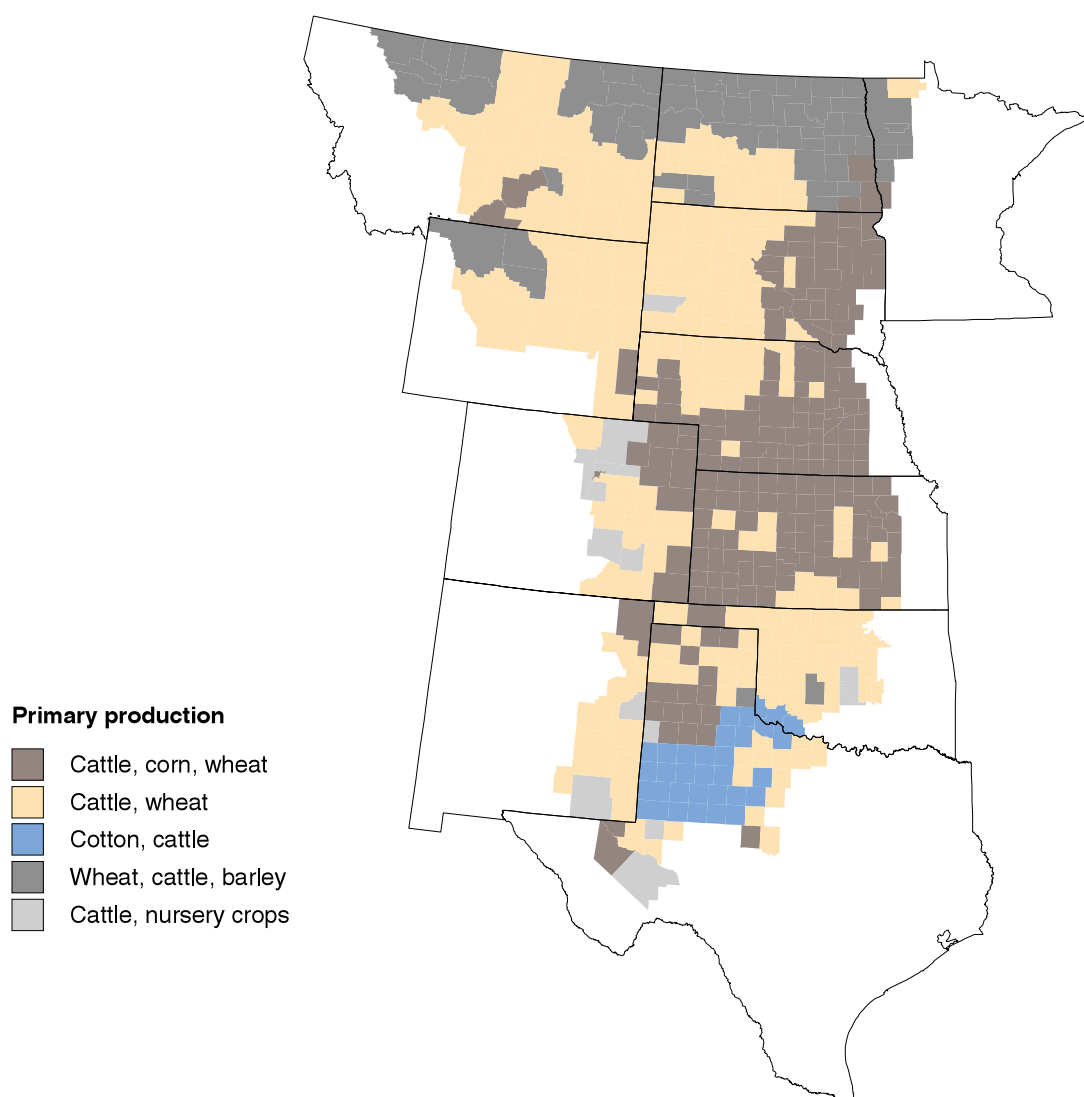 Primary production
Cattle, corn, wheat
Cattle, wheat
Cotton, cattle
Wheat, cattle, barley
Cattle, nursery crops